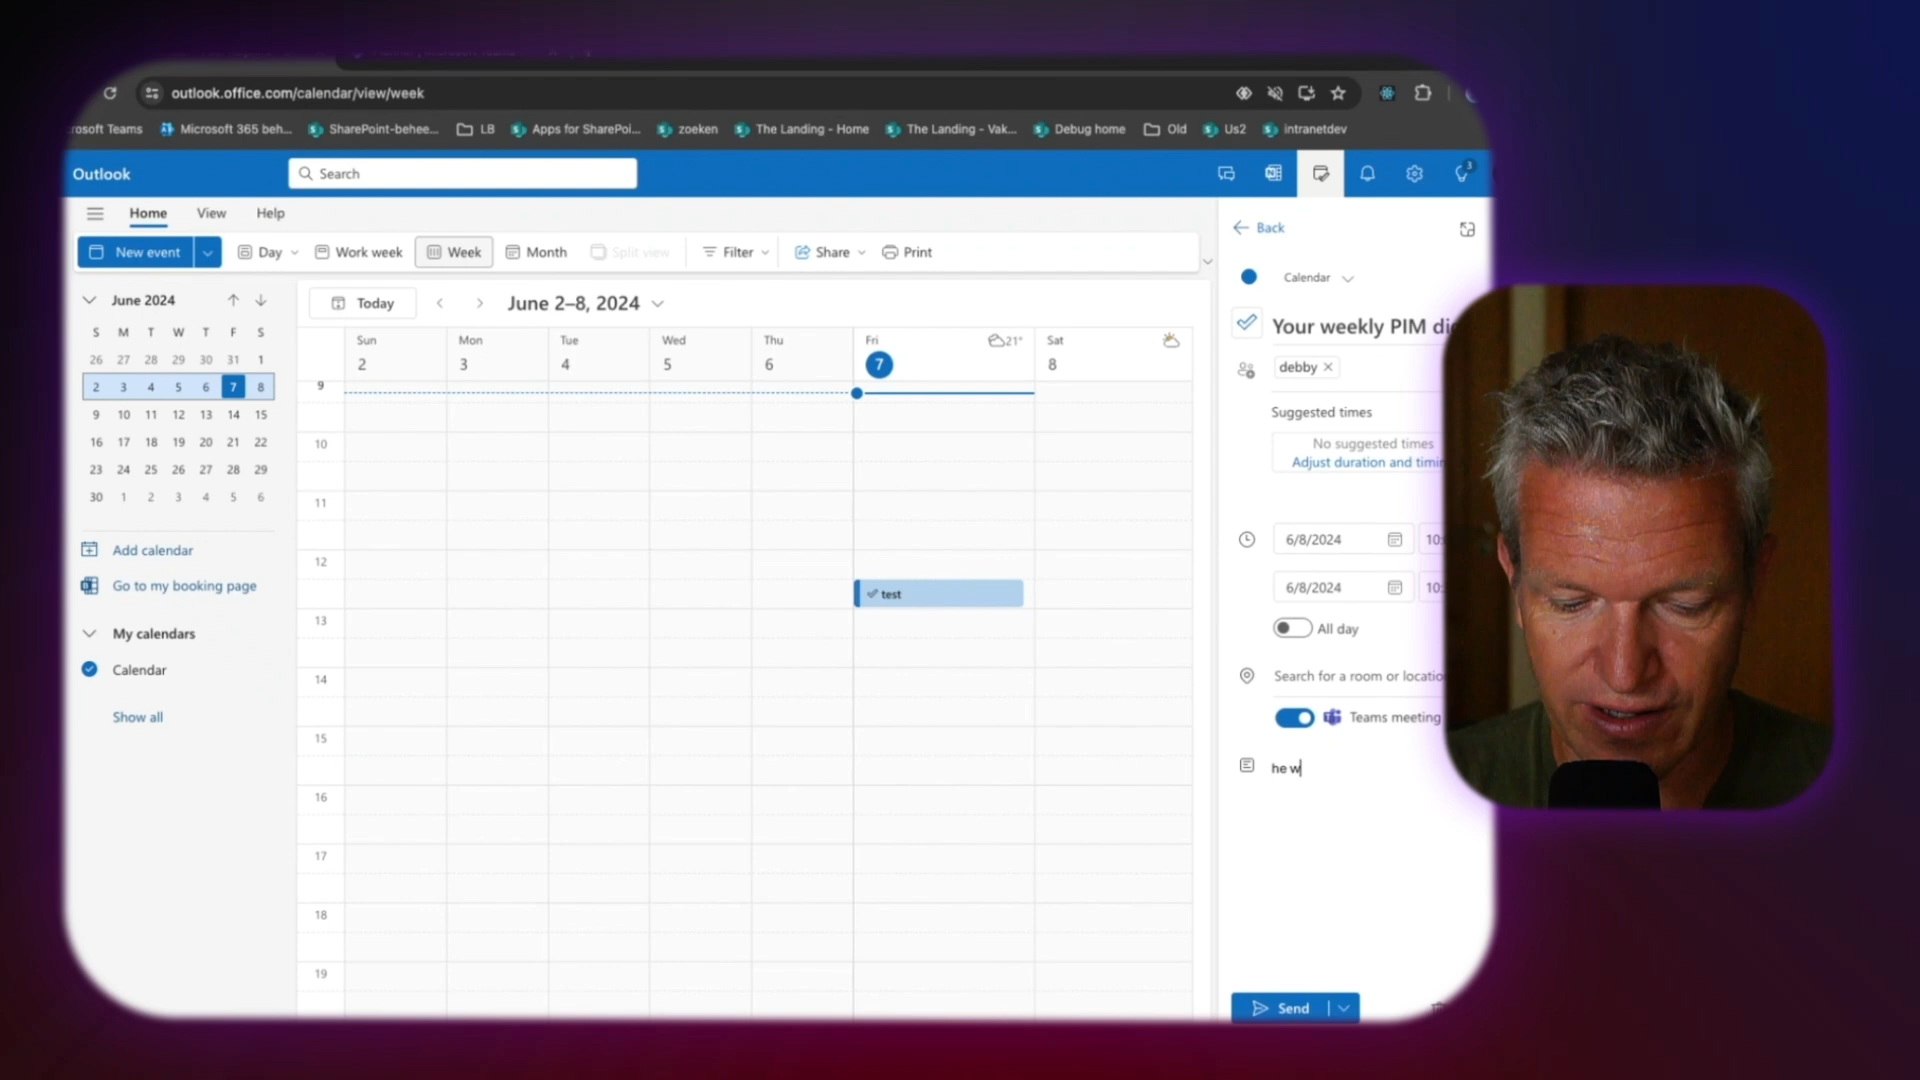 outlook.office.com/calendar/view/week
rosoft Teams
Microsoft 365 beh...
SharePoint-behee...
LB
Apps for SharePoi...
zoeken
The Landing - Home
The Landing - Vak...
Debug home
Old
Us2
intranetdev
Outlook
Search
3
Home
View
Help
New event
Day
Work week
Week
Month
Split view
Filter
Share
Print
June 2024
S M T W T F S
26 27 28 29 30 31 1
2 3 4 5 6 7 8
9 10 11 12 13 14 15
16 17 18 19 20 21 22
23 24 25 26 27 28 29
30 1 2 3 4 5 6
Add calendar
Go to my booking page
My calendars
Calendar
Show all
Today
June 2–8, 2024
Sun
2
Mon
3
Tue
4
Wed
5
Thu
6
Fri
7
21°
Sat
8
9
10
11
12
test
13
14
15
16
17
18
19
Back
Calendar
Your weekly PIM di
debby
Suggested times
No suggested times
Adjust duration and timin
6/8/2024
10:
6/8/2024
10:
All day
Search for a room or locatio
Teams meeting
he w
Send